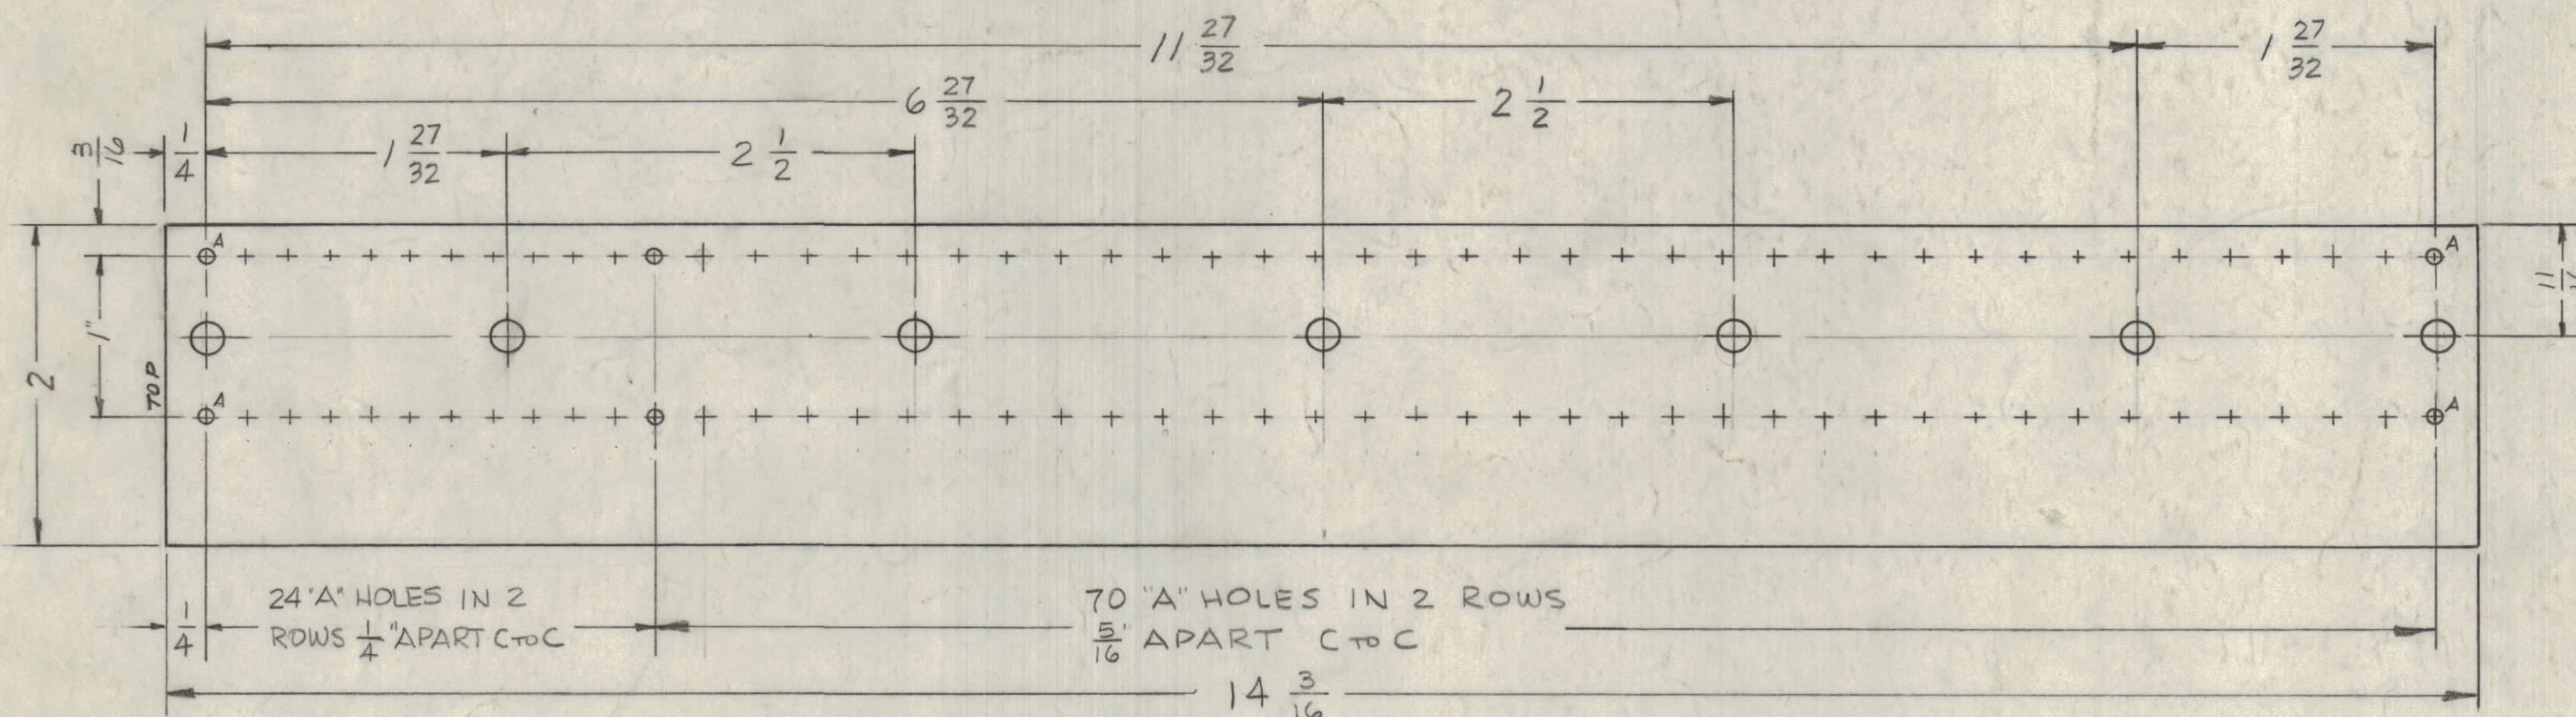 11 27/32
1 27/32
6 27/32
2 1/2
3/16
1/4
1 27/32
2 1/2
A
A
2
1"
TOP
A
A
1/4
24 "A" HOLES IN 2
ROWS 1/4" APART C TO C
70 "A" HOLES IN 2 ROWS
5/16" APART C TO C
14 3/16